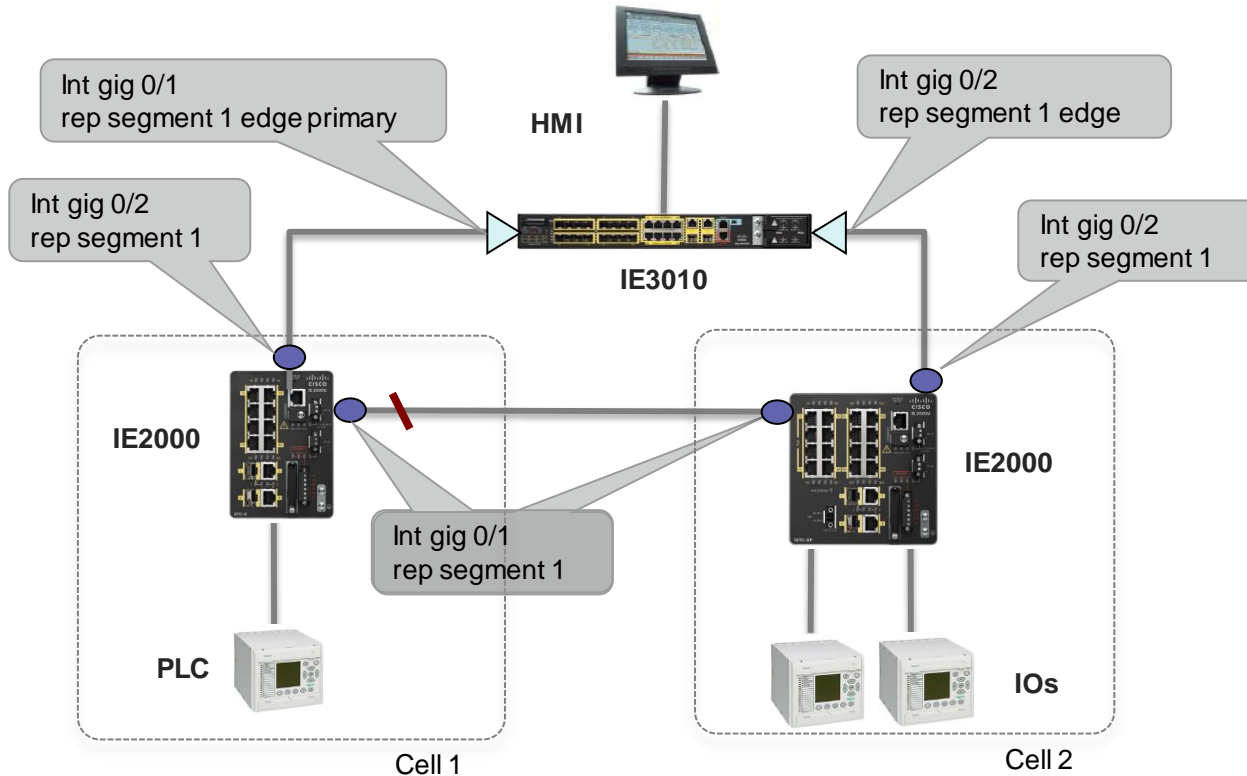 Int gig 0/1
rep segment 1 edge primary
HMI
Int gig 0/2
rep segment 1 edge
Int gig 0/2
rep segment 1
Int gig 0/2
rep segment 1
IE3010
CISCO
CISCO
IE2000
IE2000
Int gig 0/1
rep segment 1
PLC
IOs
Cell 1
Cell 2